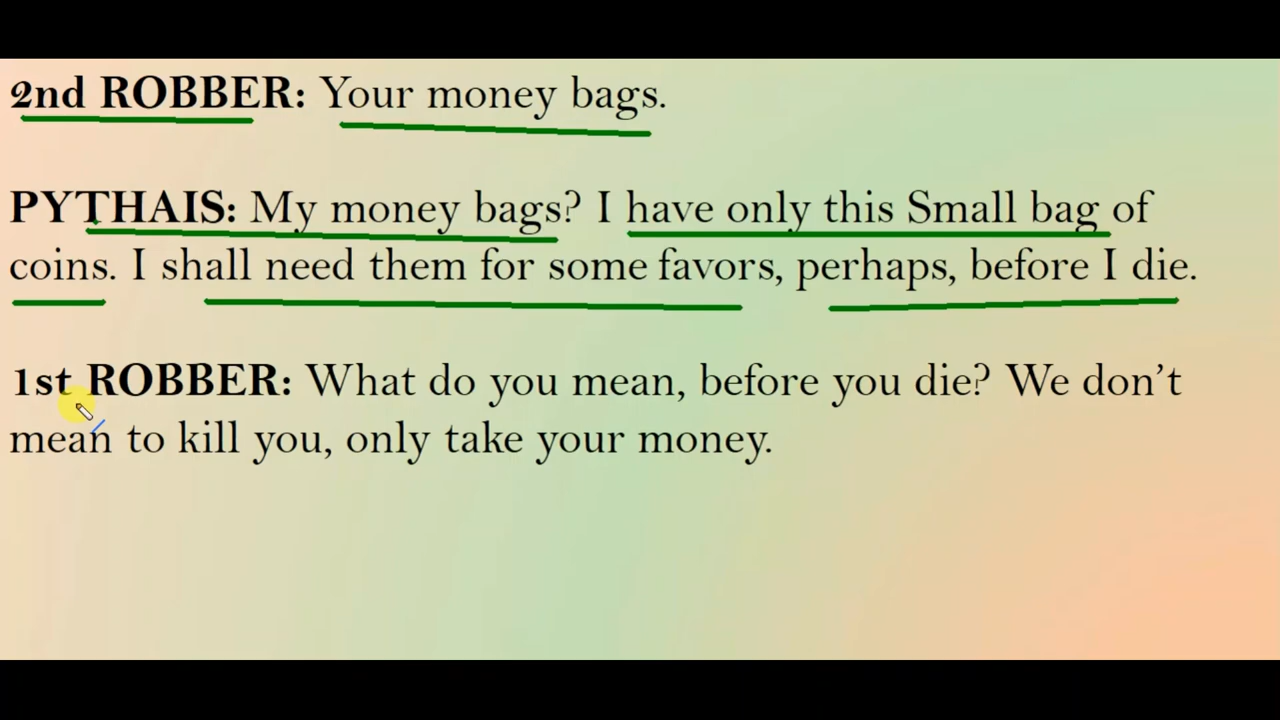 2nd ROBBER: Your money bags.
PYTHAIS: My money bags? I have only this Small bag of
coins. I shall need them for some favors, perhaps, before I die.
1st ROBBER: What do you mean, before you die? We don’t
mean to kill you, only take your money.